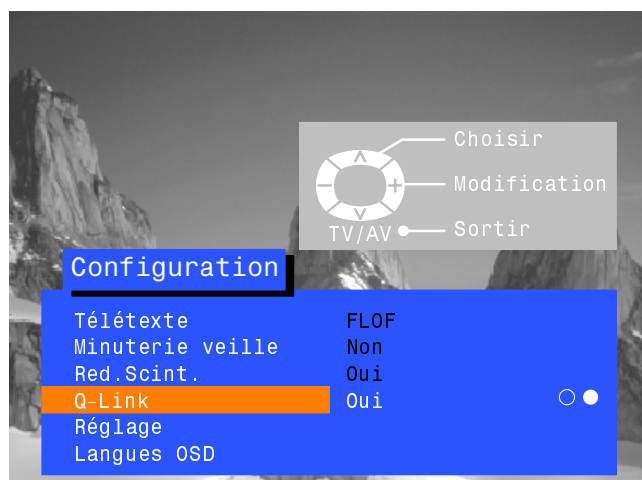 Choisir
Modification
TV/AV Sortir
Configuration
Télétexte FLOF
Minuterie veille Non
Red.Scint. Oui
Q-Link Oui
Réglage
Langues OSD